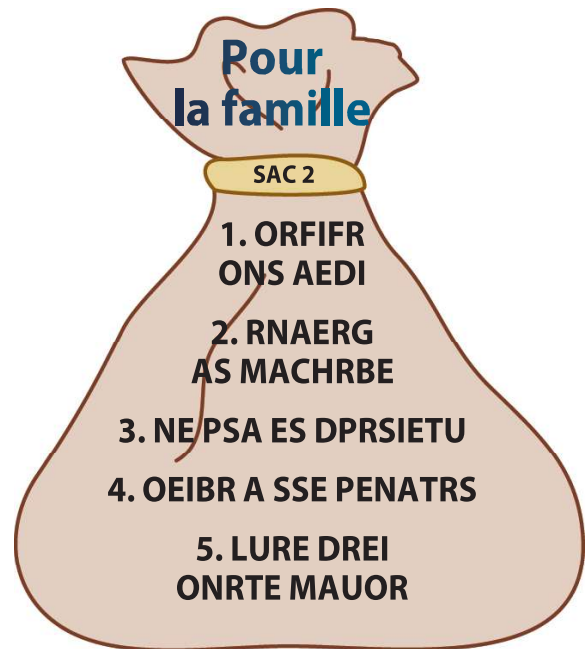 Pour
la famille
SAC 2
1. ORFIFR
ONS AEDI
2. RNAERG
AS MACHRBE
3. NE PSA ES DPRSIETU
4. OEIBR A SSE PENATRS
5. LURE DREI
ONRTE MAUOR